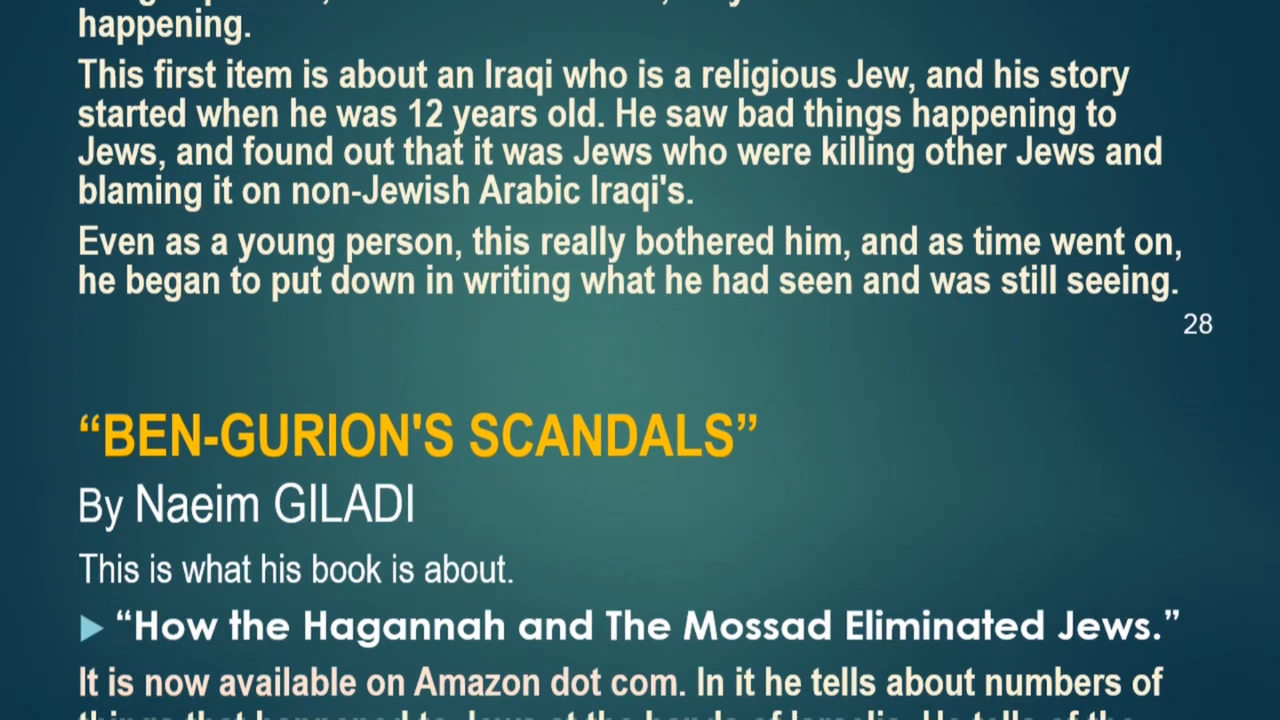 happening.
This first item is about an Iraqi who is a religious Jew, and his story
started when he was 12 years old. He saw bad things happening to
Jews, and found out that it was Jews who were killing other Jews and
blaming it on non-Jewish Arabic Iraqi's.
Even as a young person, this really bothered him, and as time went on,
he began to put down in writing what he had seen and was still seeing.
28
“BEN-GURION'S SCANDALS”
By Naeim GILADI
This is what his book is about.
“How the Hagannah and The Mossad Eliminated Jews.”
It is now available on Amazon dot com. In it he tells about numbers of